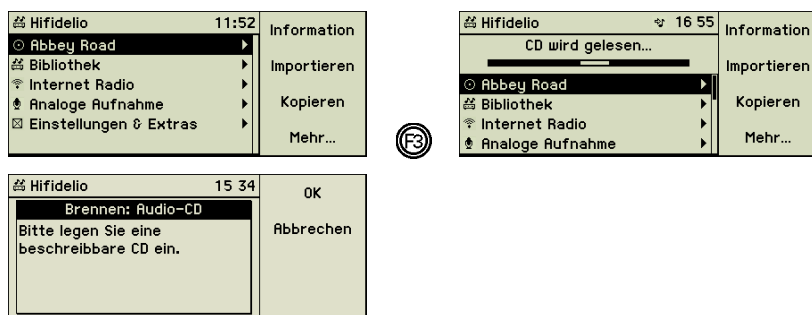 Hifidelio 11:52
Abbey Road
Bibliothek
Internet Radio
Analoge Aufnahme
Einstellungen & Extras
Information
Importieren
Kopieren
Mehr...
F3
Hifidelio 16 55
CD wird gelesen...
Abbey Road
Bibliothek
Internet Radio
Analoge Aufnahme
Information
Importieren
Kopieren
Mehr...
Hifidelio 15 34
Brennen: Audio-CD
Bitte legen Sie eine
beschreibbare CD ein.
OK
Abbrechen